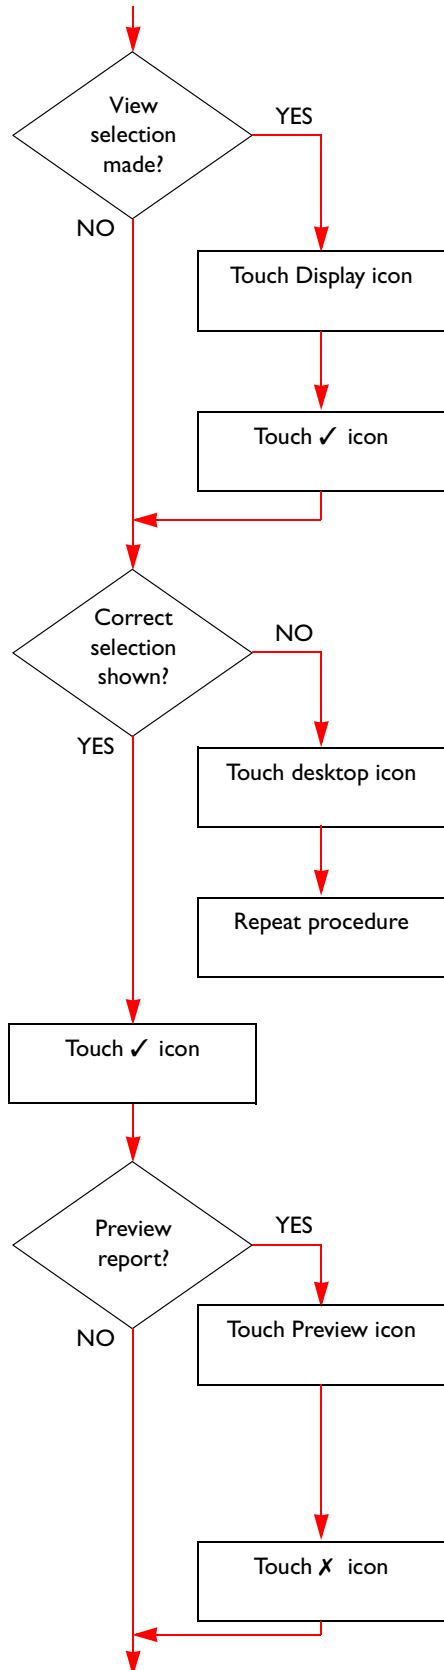 View
selection
made?
YES
NO
Touch Display icon
Touch ✓ icon
Correct
selection
shown?
NO
YES
Touch desktop icon
Repeat procedure
Touch ✓ icon
Preview
report?
YES
NO
Touch Preview icon
Touch ✗ icon